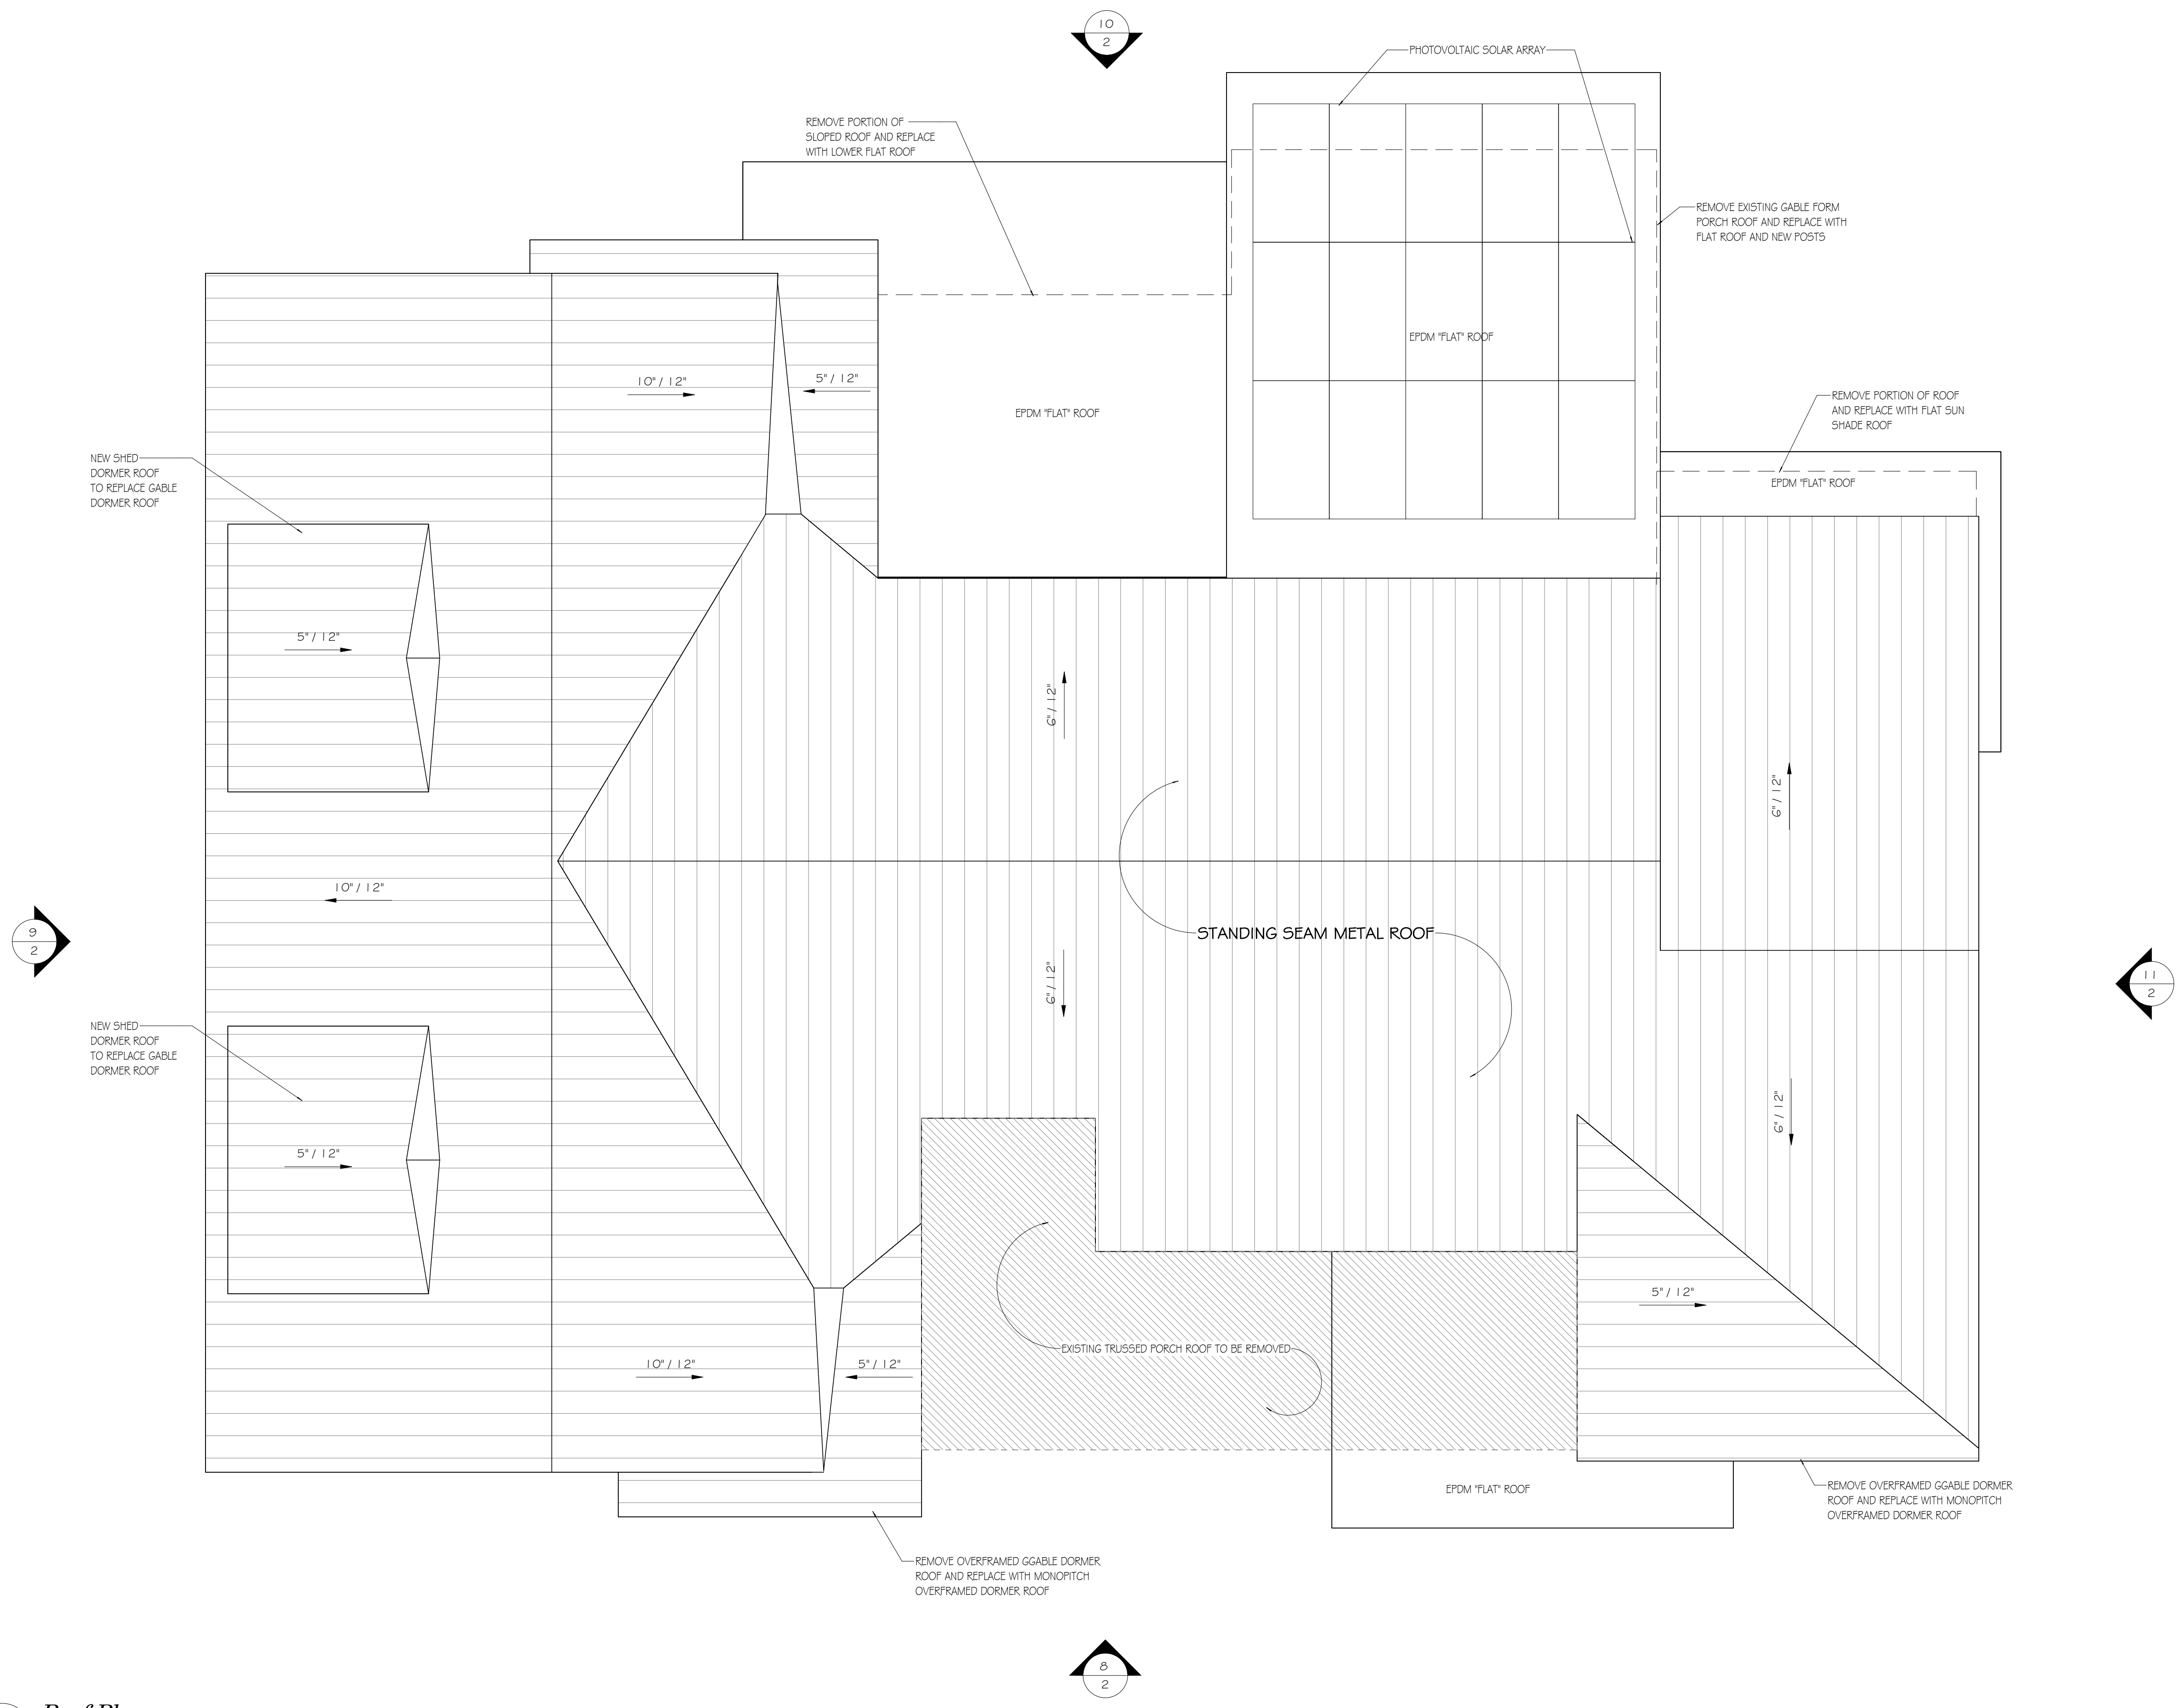 10
2
PHOTOVOLTAIC SOLAR ARRAY
REMOVE PORTION OF
SLOPED ROOF AND REPLACE
WITH LOWER FLAT ROOF
REMOVE EXISTING GABLE FORM
PORCH ROOF AND REPLACE WITH
FLAT ROOF AND NEW POSTS
EPDM "FLAT" ROOF
10" / 12"
5" / 12"
EPDM "FLAT" ROOF
REMOVE PORTION OF ROOF
AND REPLACE WITH FLAT SUN
SHADE ROOF
EPDM "FLAT" ROOF
NEW SHED
DORMER ROOF
TO REPLACE GABLE
DORMER ROOF
5" / 12"
6" / 12"
6" / 12"
10" / 12"
9
2
STANDING SEAM METAL ROOF
6" / 12"
11
2
NEW SHED
DORMER ROOF
TO REPLACE GABLE
DORMER ROOF
5" / 12"
6" / 12"
5" / 12"
EXISTING TRUSSED PORCH ROOF TO BE REMOVED
10" / 12"
5" / 12"
EPDM "FLAT" ROOF
REMOVE OVERFRAMED GGABLE DORMER
ROOF AND REPLACE WITH MONOPITCH
OVERFRAMED DORMER ROOF
REMOVE OVERFRAMED GGABLE DORMER
ROOF AND REPLACE WITH MONOPITCH
OVERFRAMED DORMER ROOF
8
2